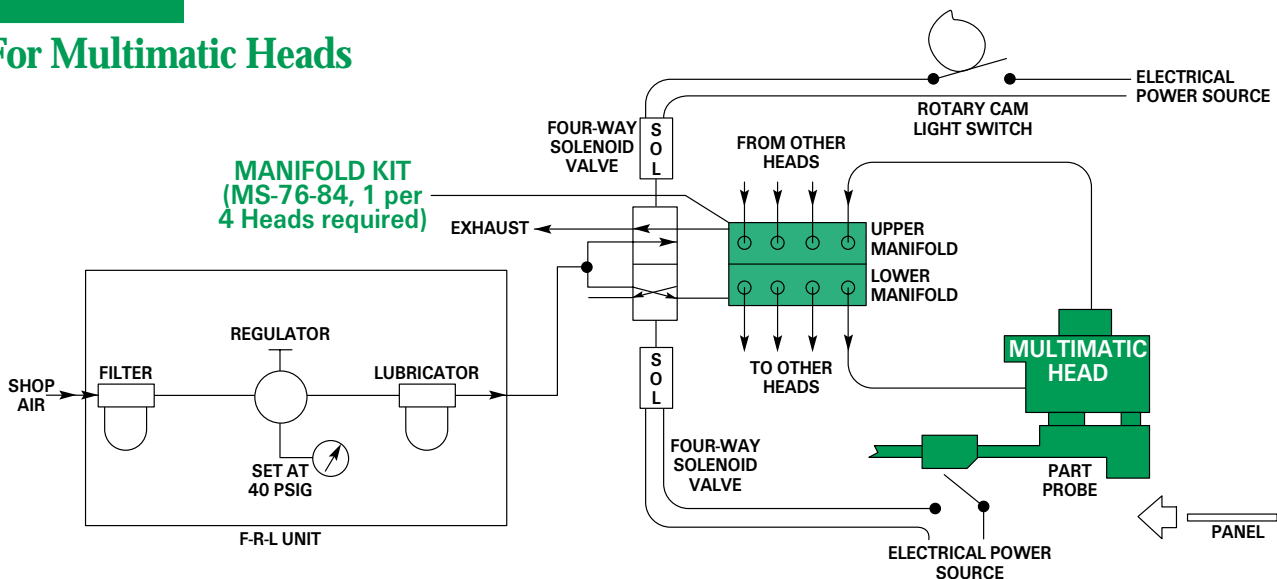 For Multimatic Heads
ELECTRICAL
POWER SOURCE
ROTARY CAM
LIGHT SWITCH
FOUR-WAY
SOLENOID
VALVE
S
O
L
FROM OTHER
HEADS
MANIFOLD KIT
(MS-76-84, 1 per
4 Heads required)
EXHAUST
UPPER
MANIFOLD
LOWER
MANIFOLD
REGULATOR
SHOP
AIR
FILTER
LUBRICATOR
SET AT
40 PSIG
F-R-L UNIT
S
O
L
TO OTHER
HEADS
MULTIMATIC
HEAD
FOUR-WAY
SOLENOID
VALVE
PART
PROBE
PANEL
ELECTRICAL POWER
SOURCE